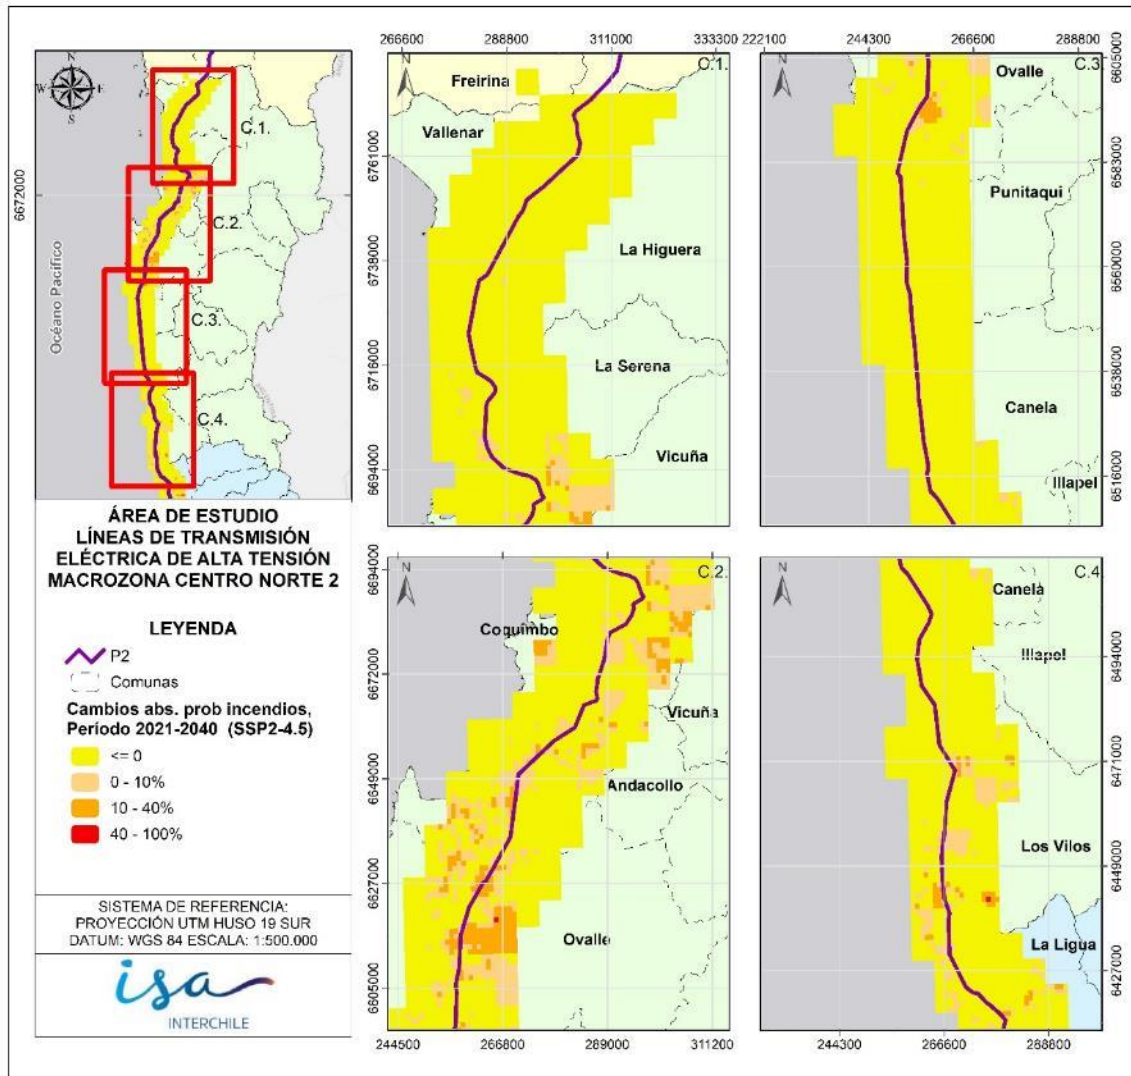 N
W
E
S
6672000
Océano Pacífico
C.1.
C.2.
C.3.
C.4.
ÁREA DE ESTUDIO
LÍNEAS DE TRANSMISIÓN
ELÉCTRICA DE ALTA TENSIÓN
MACROZONA CENTRO NORTE 2
LEYENDA
P2
Comunas
Cambios abs. prob incendios,
Período 2021-2040 (SSP2-4.5)
<= 0
0 - 10%
10 - 40%
40 - 100%
SISTEMA DE REFERENCIA:
PROYECCIÓN UTM HUSO 19 SUR
DATUM: WGS 84 ESCALA: 1:500.000
isa
INTERCHILE
266600 288800 311000 333300
C.1.
N
Freirina
Vallenar
La Higuera
La Serena
Vicuña
6761000
6738000
6716000
6694000
222100 244300 266600 288800
C.3
N
Ovalle
Punitaqui
Canela
Illapel
6605000
6583000
6560000
6538000
6516000
C.2.
N
Coquimbo
Vicuña
Andacollo
Ovalle
6694000
6672000
6649000
6627000
6605000
244500 266800 289000 311200
C.4
N
Canela
Illapel
Los Vilos
La Ligua
6494000
6471000
6449000
6427000
244300 266600 288800